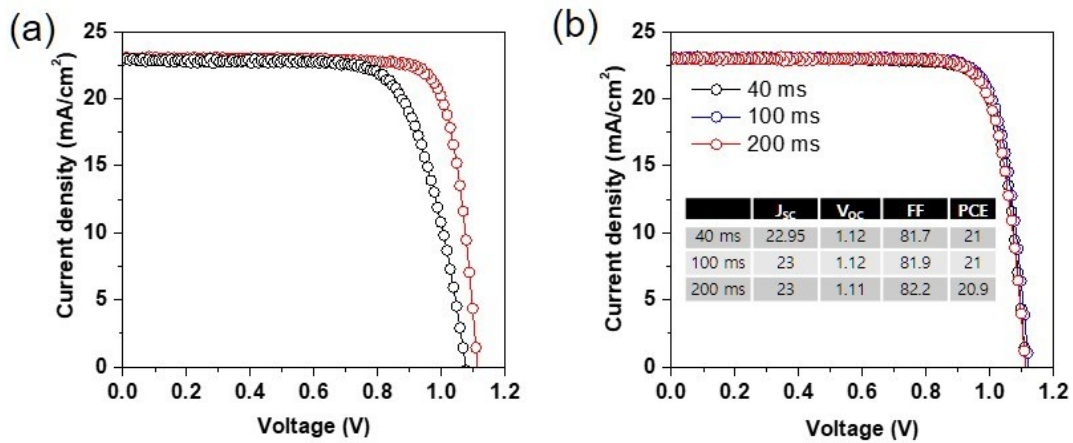 (a)
25
20
15
10
5
0
Current density (mA/cm²)
0.0 0.2 0.4 0.6 0.8 1.0 1.2
Voltage (V)
(b)
25
20
15
10
5
0
Current density (mA/cm²)
40 ms
100 ms
200 ms
J_SC V_OC FF PCE
40 ms 22.95 1.12 81.7 21
100 ms 23 1.12 81.9 21
200 ms 23 1.11 82.2 20.9
0.0 0.2 0.4 0.6 0.8 1.0 1.2
Voltage (V)